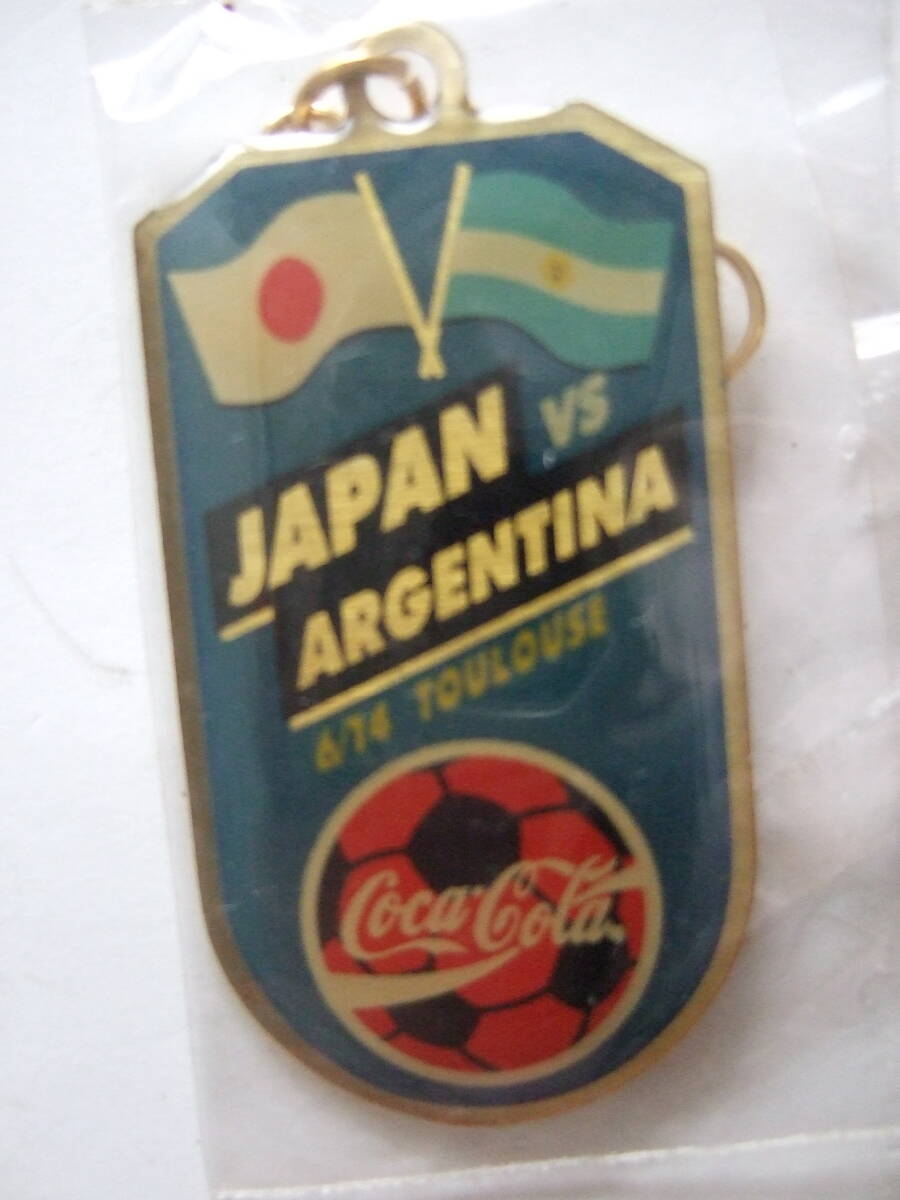 JAPAN VS
ARGENTINA
6/14 TOULOUSE
Coca-Cola